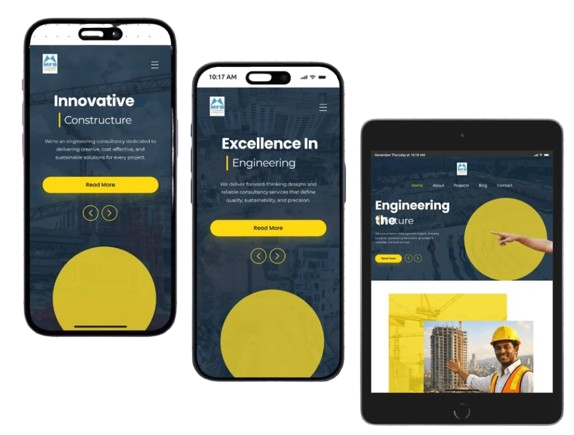 Innovative
Constructure
We're an engineering consultancy dedicated to
delivering creative, cost-effective, and
sustainable solutions for every project.
Read More
10:17 AM
Excellence In
Engineering
We deliver forward-thinking designs and
reliable consultancy services that define
quality, sustainability, and precision.
Read More
Home About Projects Blog Contact
Engineering
the
Read More